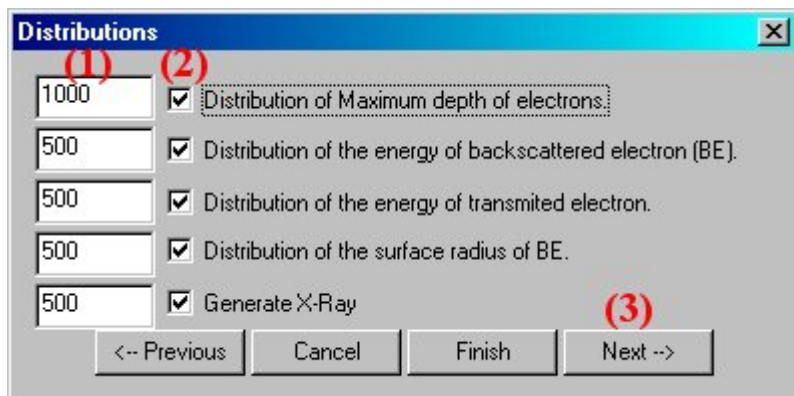 Distributions
(1) (2)
1000 Distribution of Maximum depth of electrons.
500 Distribution of the energy of backscattered electron (BE).
500 Distribution of the energy of transmited electron.
500 Distribution of the surface radius of BE.
500 Generate X-Ray
(3)
<-- Previous Cancel Finish Next -->